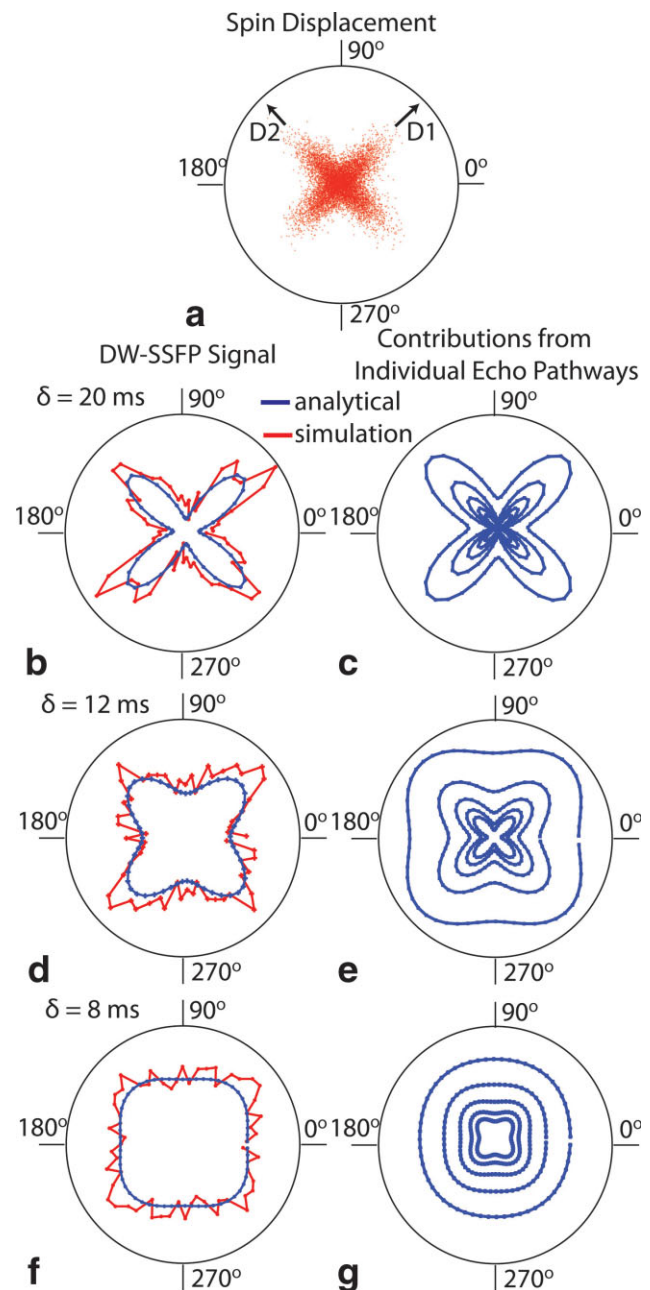 Spin Displacement
90°
D2
D1
180°
0°
a
270°
DW-SSFP Signal
Contributions from
Individual Echo Pathways
δ = 20 ms
90°
analytical
simulation
90°
180°
0°
180°
0°
b
270°
c
270°
δ = 12 ms
90°
90°
180°
0°
180°
0°
d
270°
e
270°
δ = 8 ms
90°
90°
180°
0°
180°
0°
f
270°
g
270°